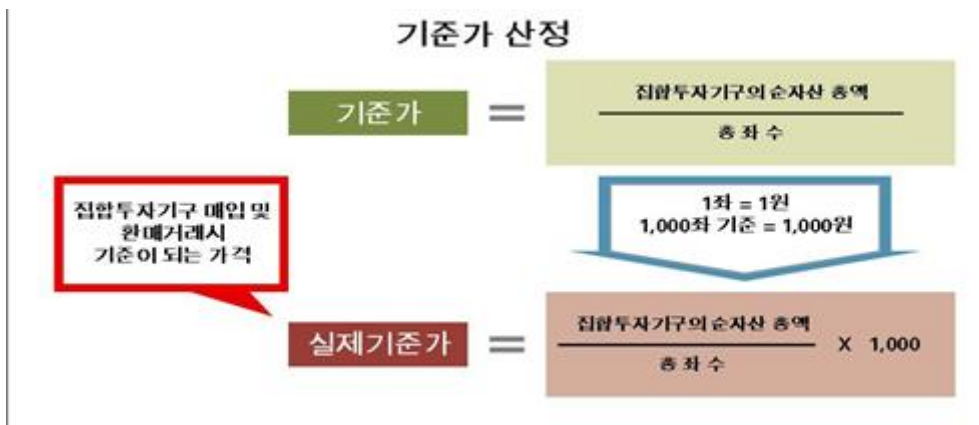 기준가 산정
기준가 =
집합투자기구의 순자산 총액
총 좌 수
집합투자기구 매입 및
환매거래시
기준이 되는 가격
1좌 = 1원
1,000좌 기준 = 1,000원
실제기준가 =
집합투자기구의 순자산 총액
총 좌 수
X 1,000